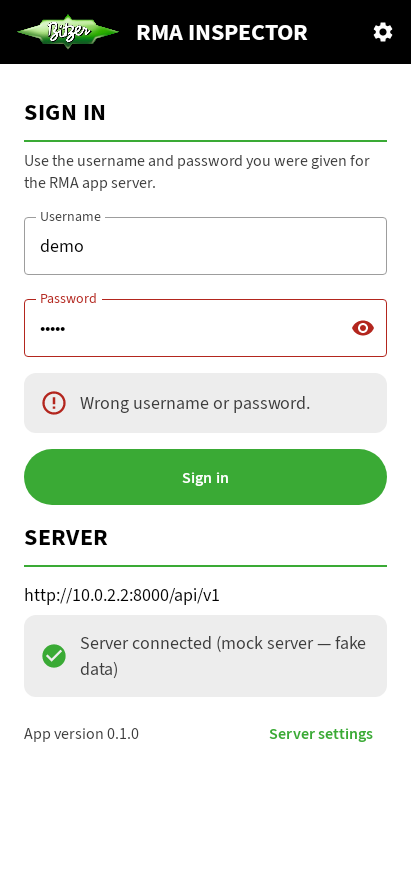 Bitzer
RMA INSPECTOR
SIGN IN
Use the username and password you were given for
the RMA app server.
Username
demo
Password
•••••
Wrong username or password.
Sign in
SERVER
http://10.0.2.2:8000/api/v1
Server connected (mock server — fake
data)
App version 0.1.0
Server settings